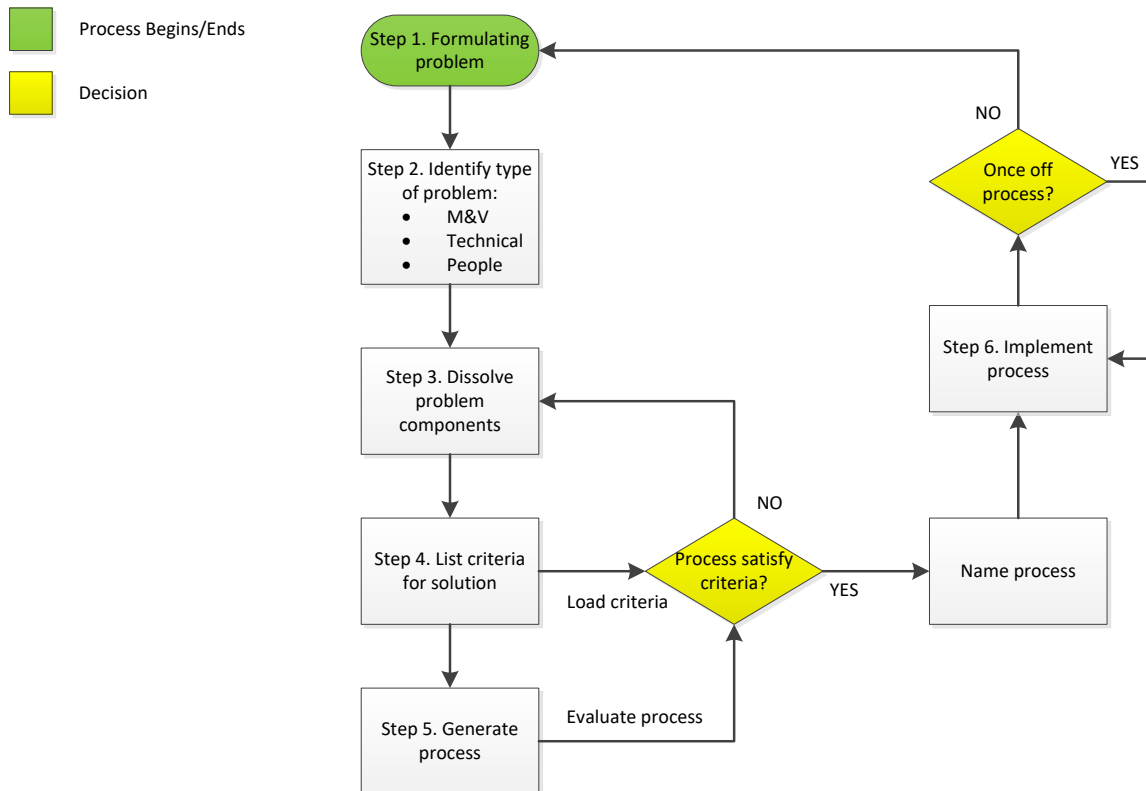 Process Begins/Ends
Decision
Step 1. Formulating
problem
Step 2. Identify type
of problem:
• M&V
• Technical
• People
Step 3. Dissolve
problem
components
Step 4. List criteria
for solution
Load criteria
Step 5. Generate
process
Evaluate process
Process satisfy
criteria?
NO
YES
Name process
Step 6. Implement
process
Once off
process?
NO
YES